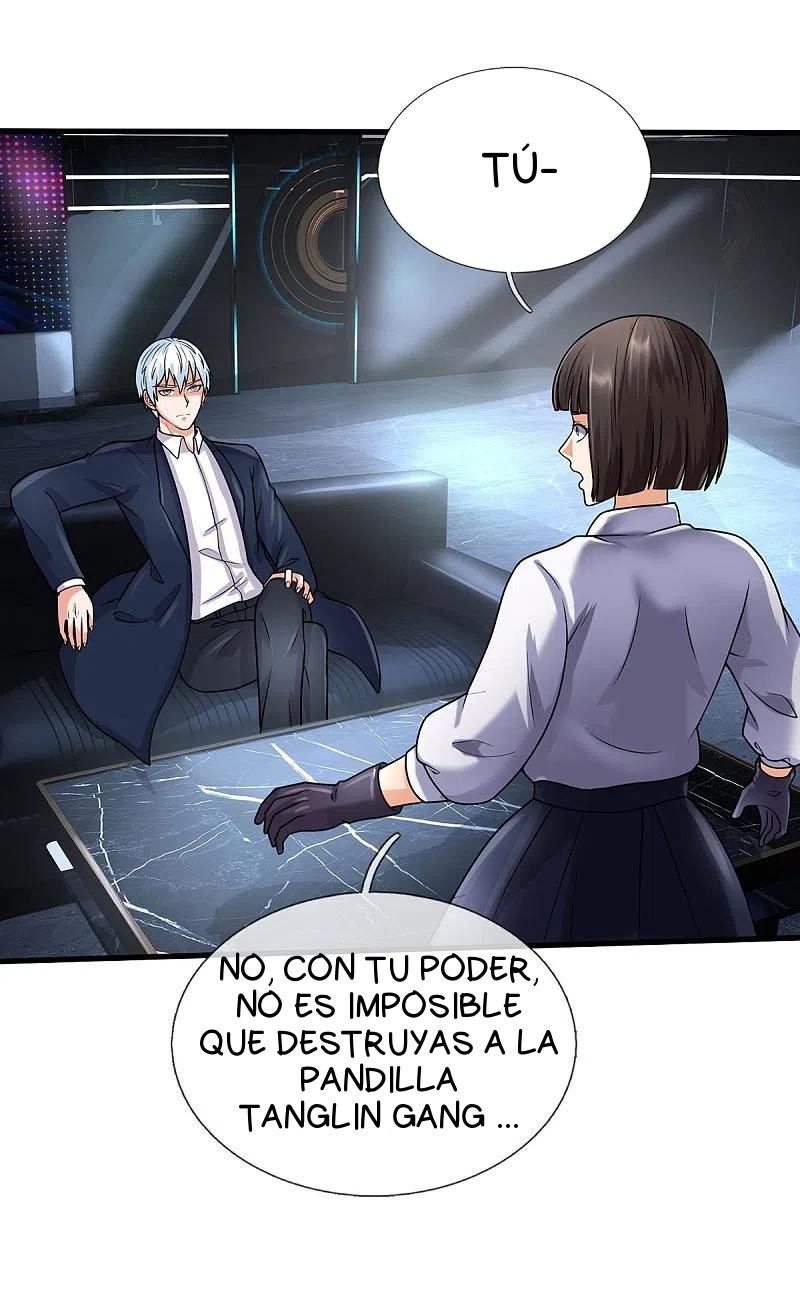 TÚ-
NO, CON TU PODER,
NO ES IMPOSIBLE
QUE DESTRUYAS A LA
PANDILLA
TANGLIN GANG ...